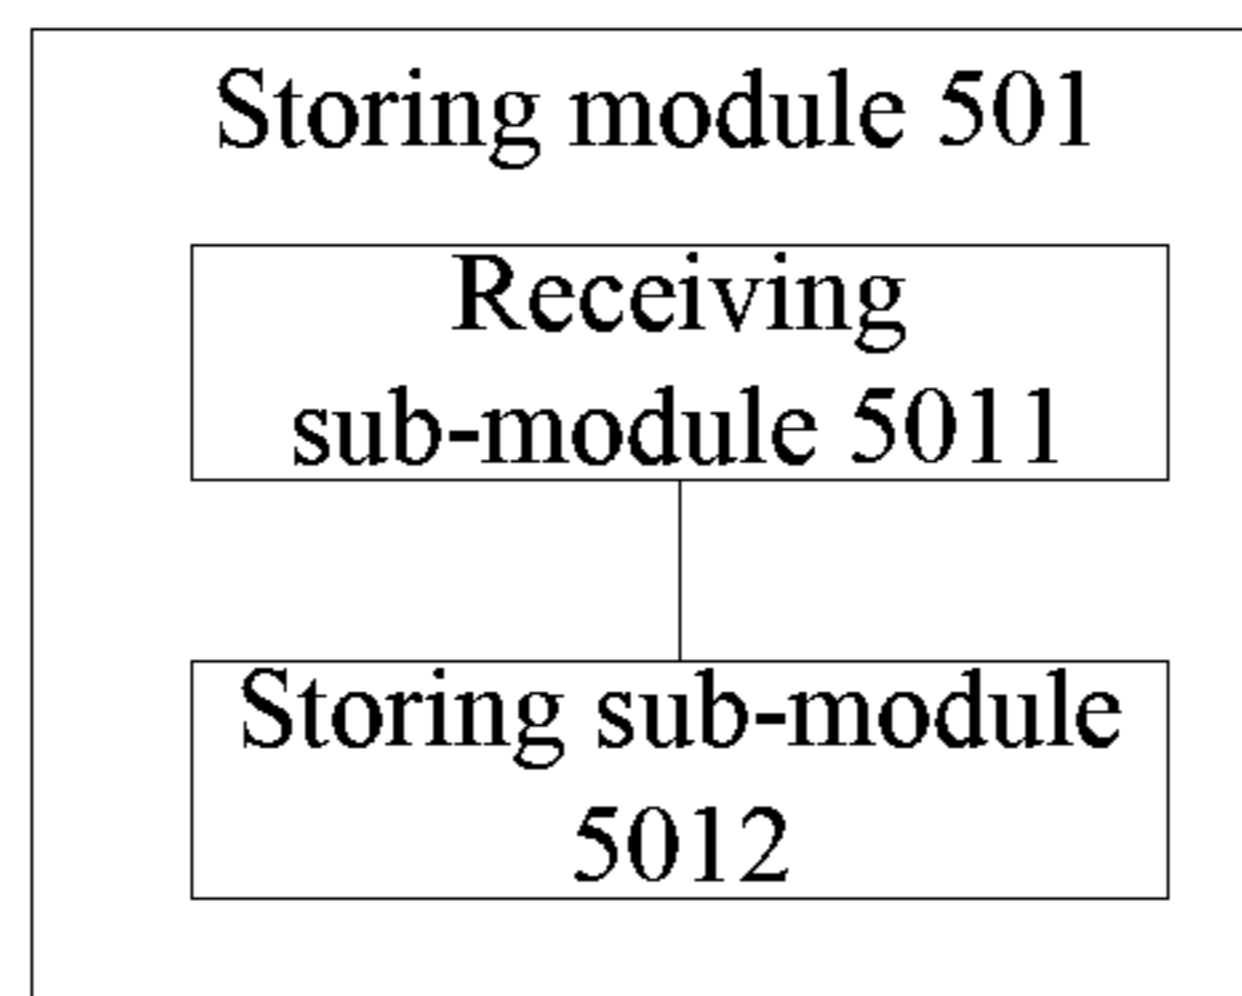 Storing module 501
Receiving
sub-module 5011
Storing sub-module
5012